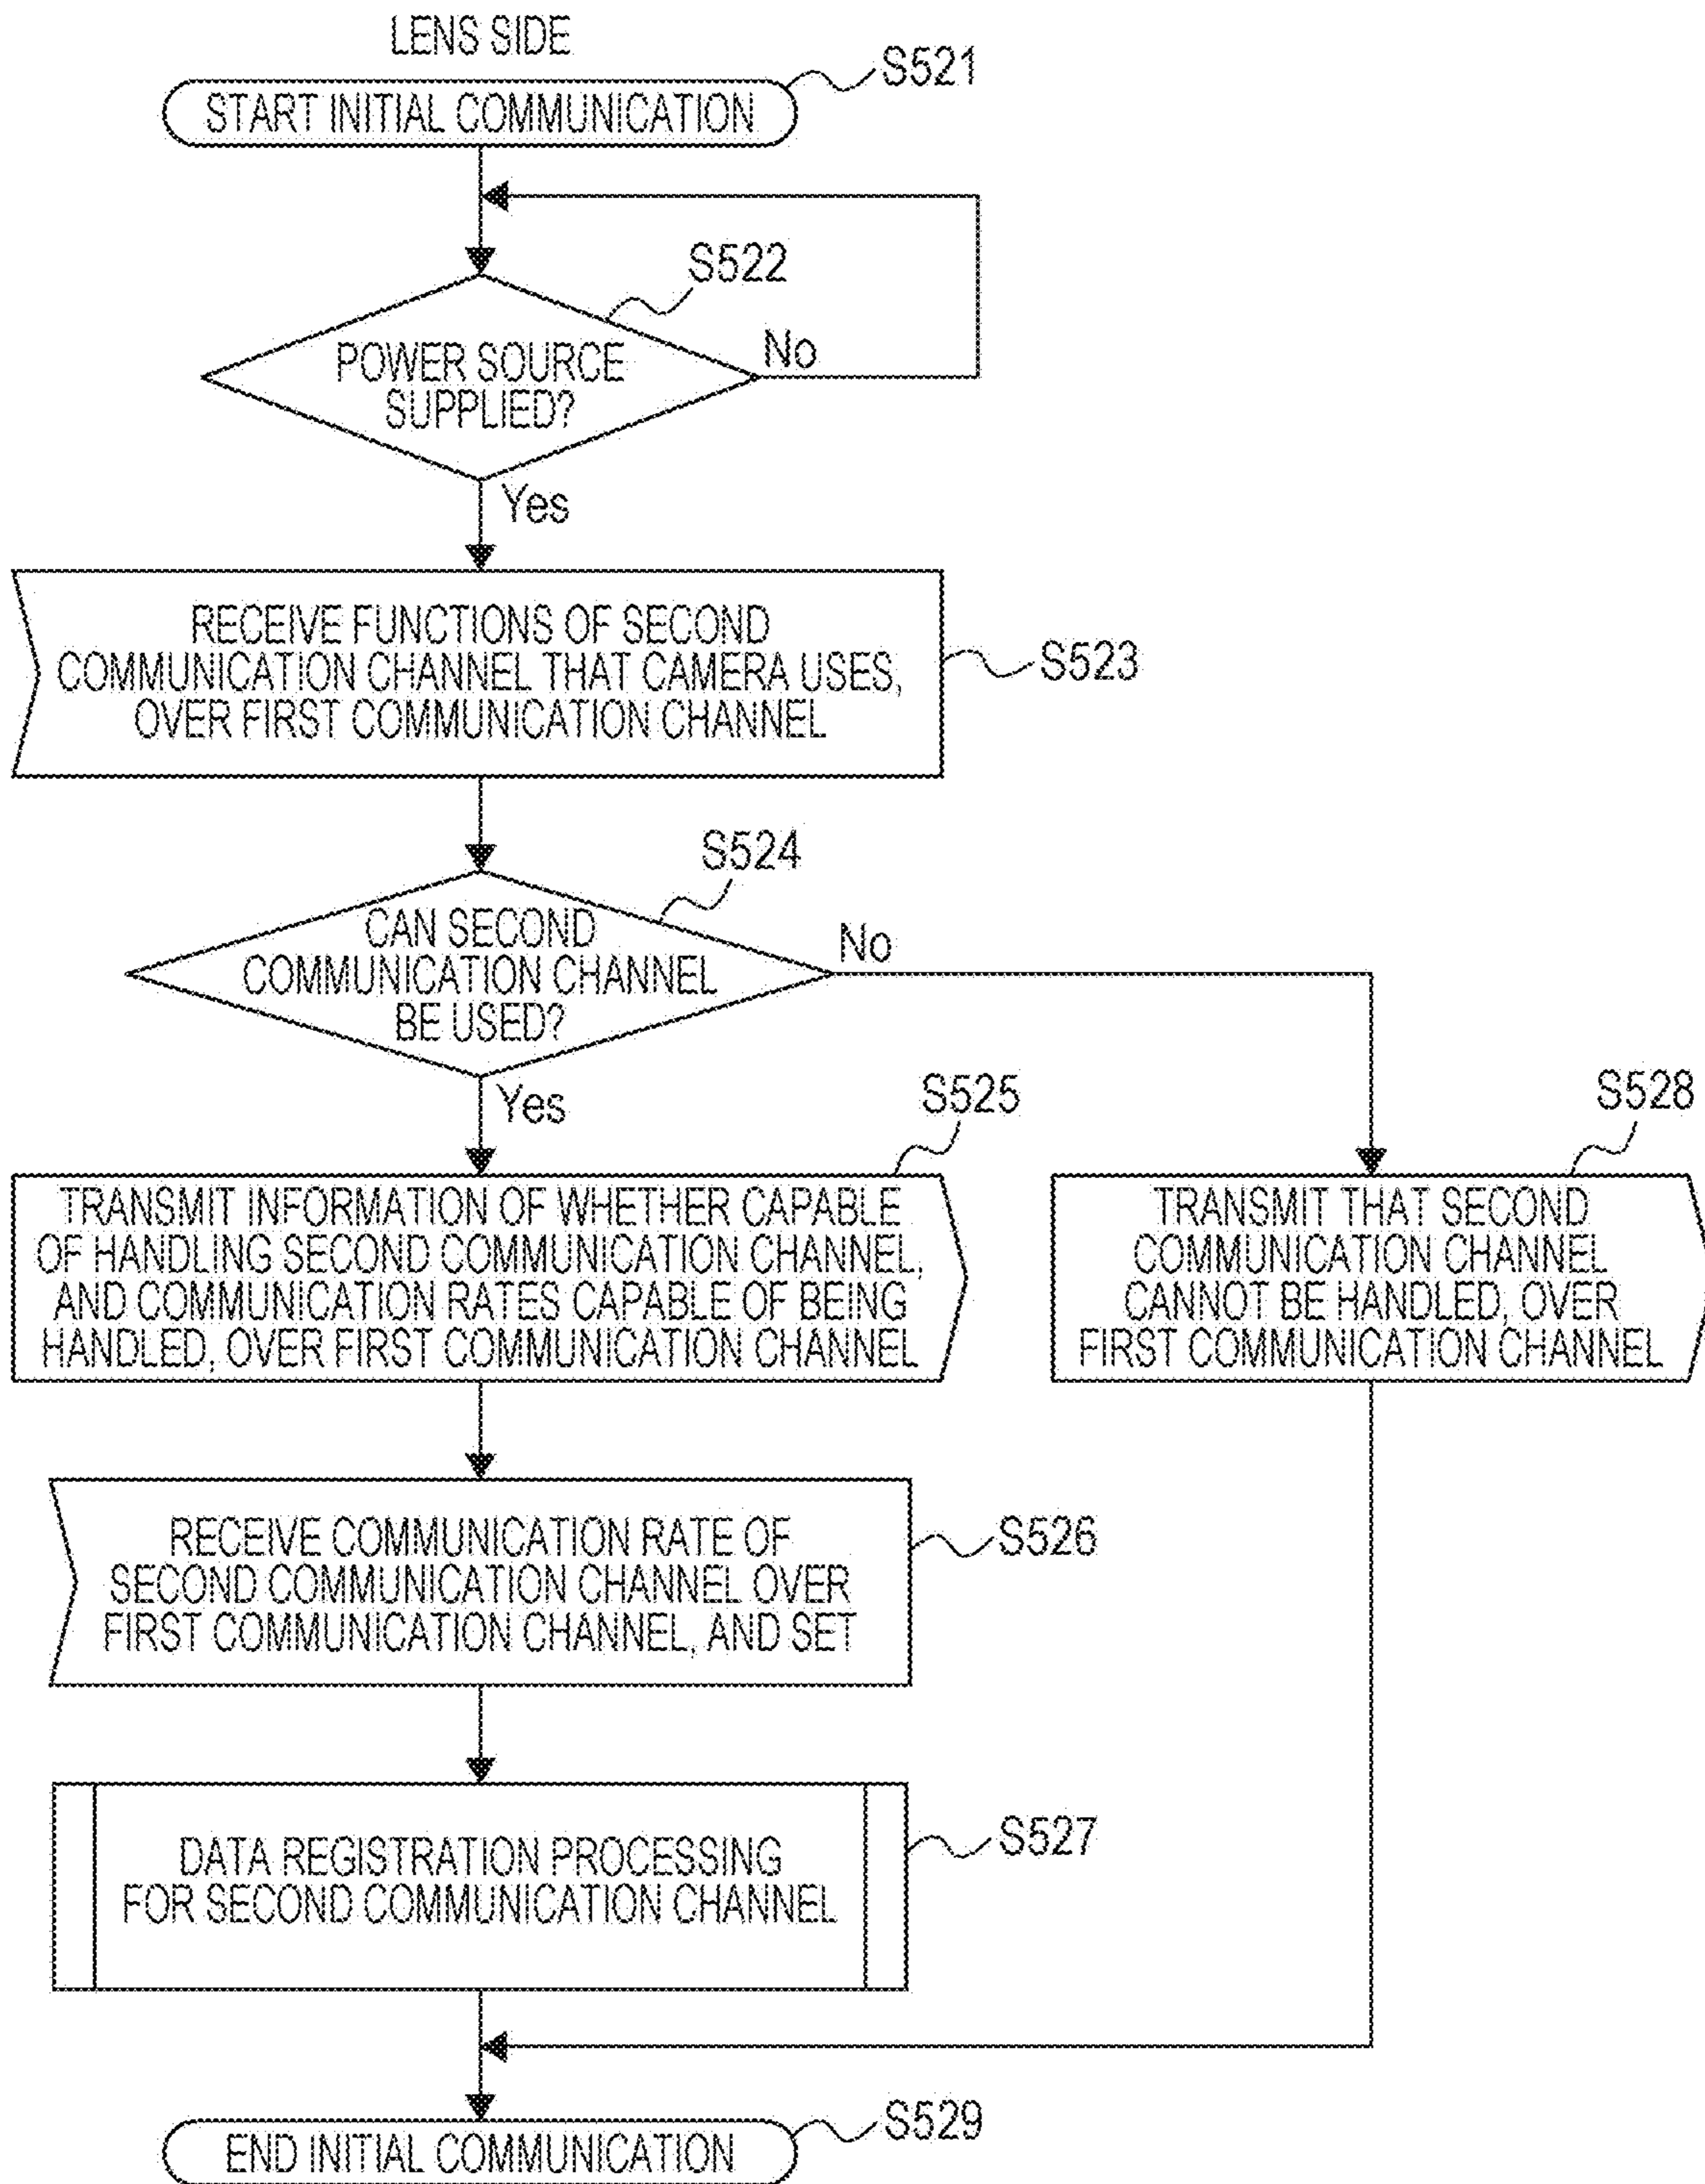 LENS SIDE
S521
START INITIAL COMMUNICATION
S522
POWER SOURCE
SUPPLIED?
No
Yes
RECEIVE FUNCTIONS OF SECOND
COMMUNICATION CHANNEL THAT CAMERA USES,
OVER FIRST COMMUNICATION CHANNEL
S523
S524
CAN SECOND
COMMUNICATION CHANNEL
BE USED?
No
Yes
S525
TRANSMIT INFORMATION OF WHETHER CAPABLE
OF HANDLING SECOND COMMUNICATION CHANNEL,
AND COMMUNICATION RATES CAPABLE OF BEING
HANDLED, OVER FIRST COMMUNICATION CHANNEL
S528
TRANSMIT THAT SECOND
COMMUNICATION CHANNEL
CANNOT BE HANDLED, OVER
FIRST COMMUNICATION CHANNEL
RECEIVE COMMUNICATION RATE OF
SECOND COMMUNICATION CHANNEL OVER
FIRST COMMUNICATION CHANNEL, AND SET
S526
DATA REGISTRATION PROCESSING
FOR SECOND COMMUNICATION CHANNEL
S527
END INITIAL COMMUNICATION
S529